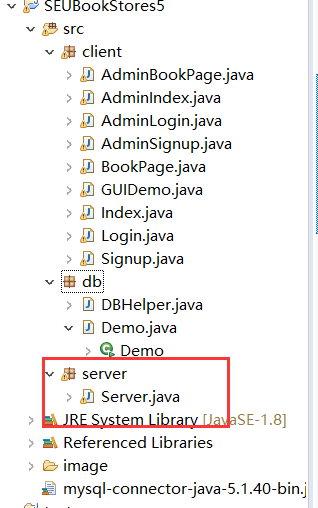 SEUBookStores5
src
client
AdminBookPage.java
AdminIndex.java
AdminLogin.java
AdminSignup.java
BookPage.java
GUIDemo.java
Index.java
Login.java
Signup.java
db
DBHelper.java
Demo.java
Demo
server
Server.java
JRE System Library [JavaSE-1.8]
Referenced Libraries
image
mysql-connector-java-5.1.40-bin.j